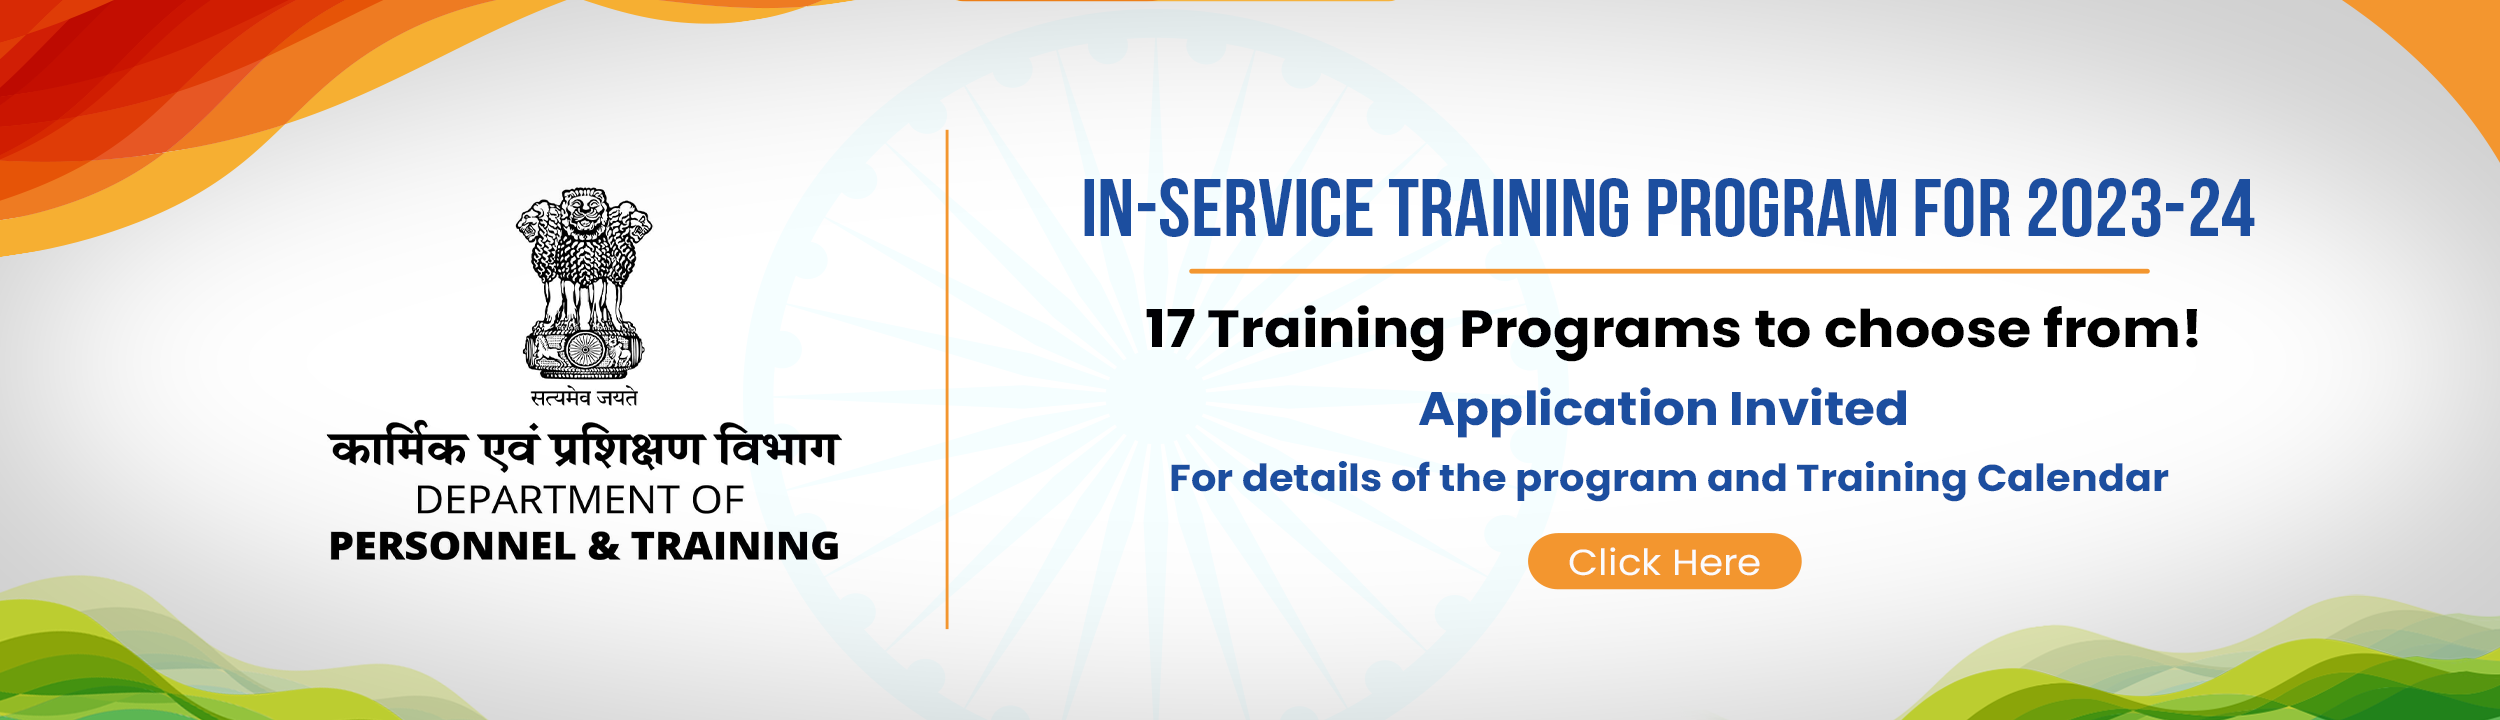 सत्यमेव जयते
कार्मिक एवं प्रशिक्षण विभाग
DEPARTMENT OF
PERSONNEL & TRAINING
IN-SERVICE TRAINING PROGRAM FOR 2023-24
17 Training Programs to choose from!
Application Invited
For details of the program and Training Calendar
Click Here